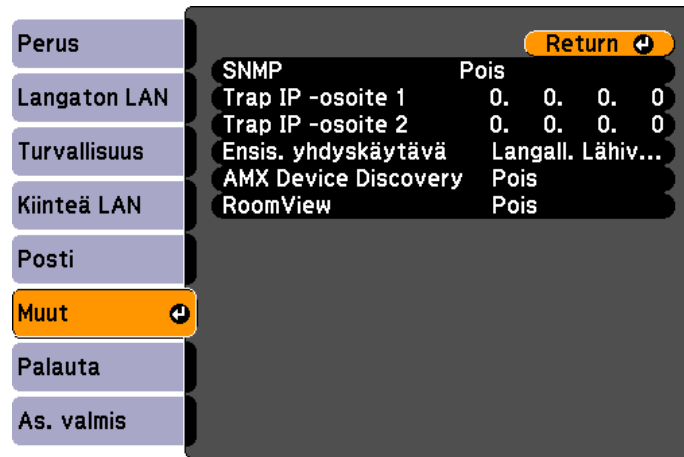 Perus
Langaton LAN
Turvallisuus
Kiinteä LAN
Posti
Muut
Palauta
As. valmis
Return
SNMP Pois
Trap IP -osoite 1 0. 0. 0. 0
Trap IP -osoite 2 0. 0. 0. 0
Ensis. yhdyskäytävä Langall. Lähiv...
AMX Device Discovery Pois
RoomView Pois